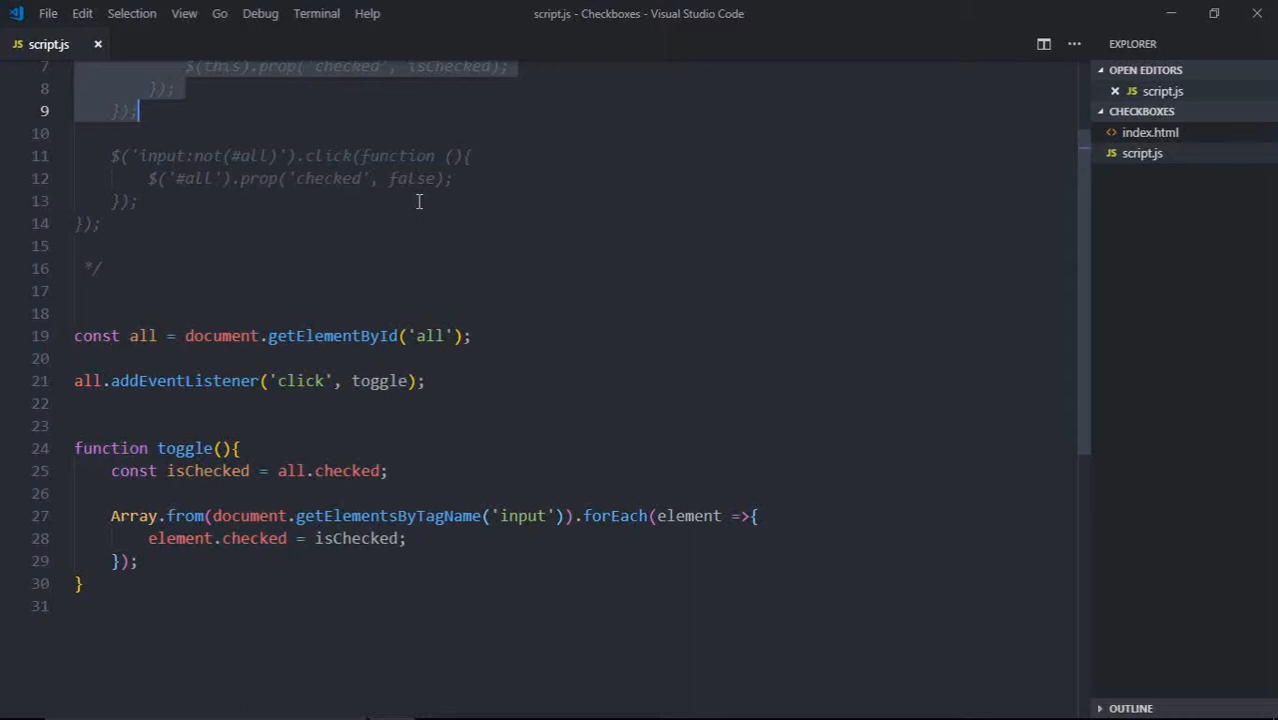 File Edit Selection View Go Debug Terminal Help script.js - Checkboxes - Visual Studio Code
JS script.js × EXPLORER
OPEN EDITORS
× JS script.js
CHECKBOXES
<> index.html
JS script.js
7 $(this).prop('checked', isChecked);
8 });
9 });
10
11 $('input:not(#all)').click(function (){
12 $('#all').prop('checked', false);
13 });
14 });
15
16 */
17
18
19 const all = document.getElementById('all');
20
21 all.addEventListener('click', toggle);
22
23
24 function toggle(){
25 const isChecked = all.checked;
26
27 Array.from(document.getElementsByTagName('input')).forEach(element =>{
28 element.checked = isChecked;
29 });
30 }
31
OUTLINE